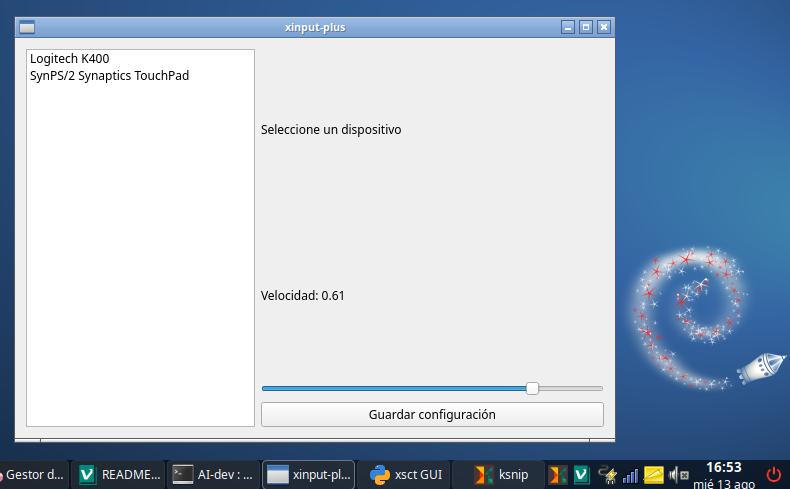 xinput-plus
Logitech K400
SynPS/2 Synaptics TouchPad
Seleccione un dispositivo
Velocidad: 0.61
Guardar configuración
Gestor d...
README...
AI-dev : ...
xinput-pl...
xsct GUI
ksnip
16:53
mié 13 ago